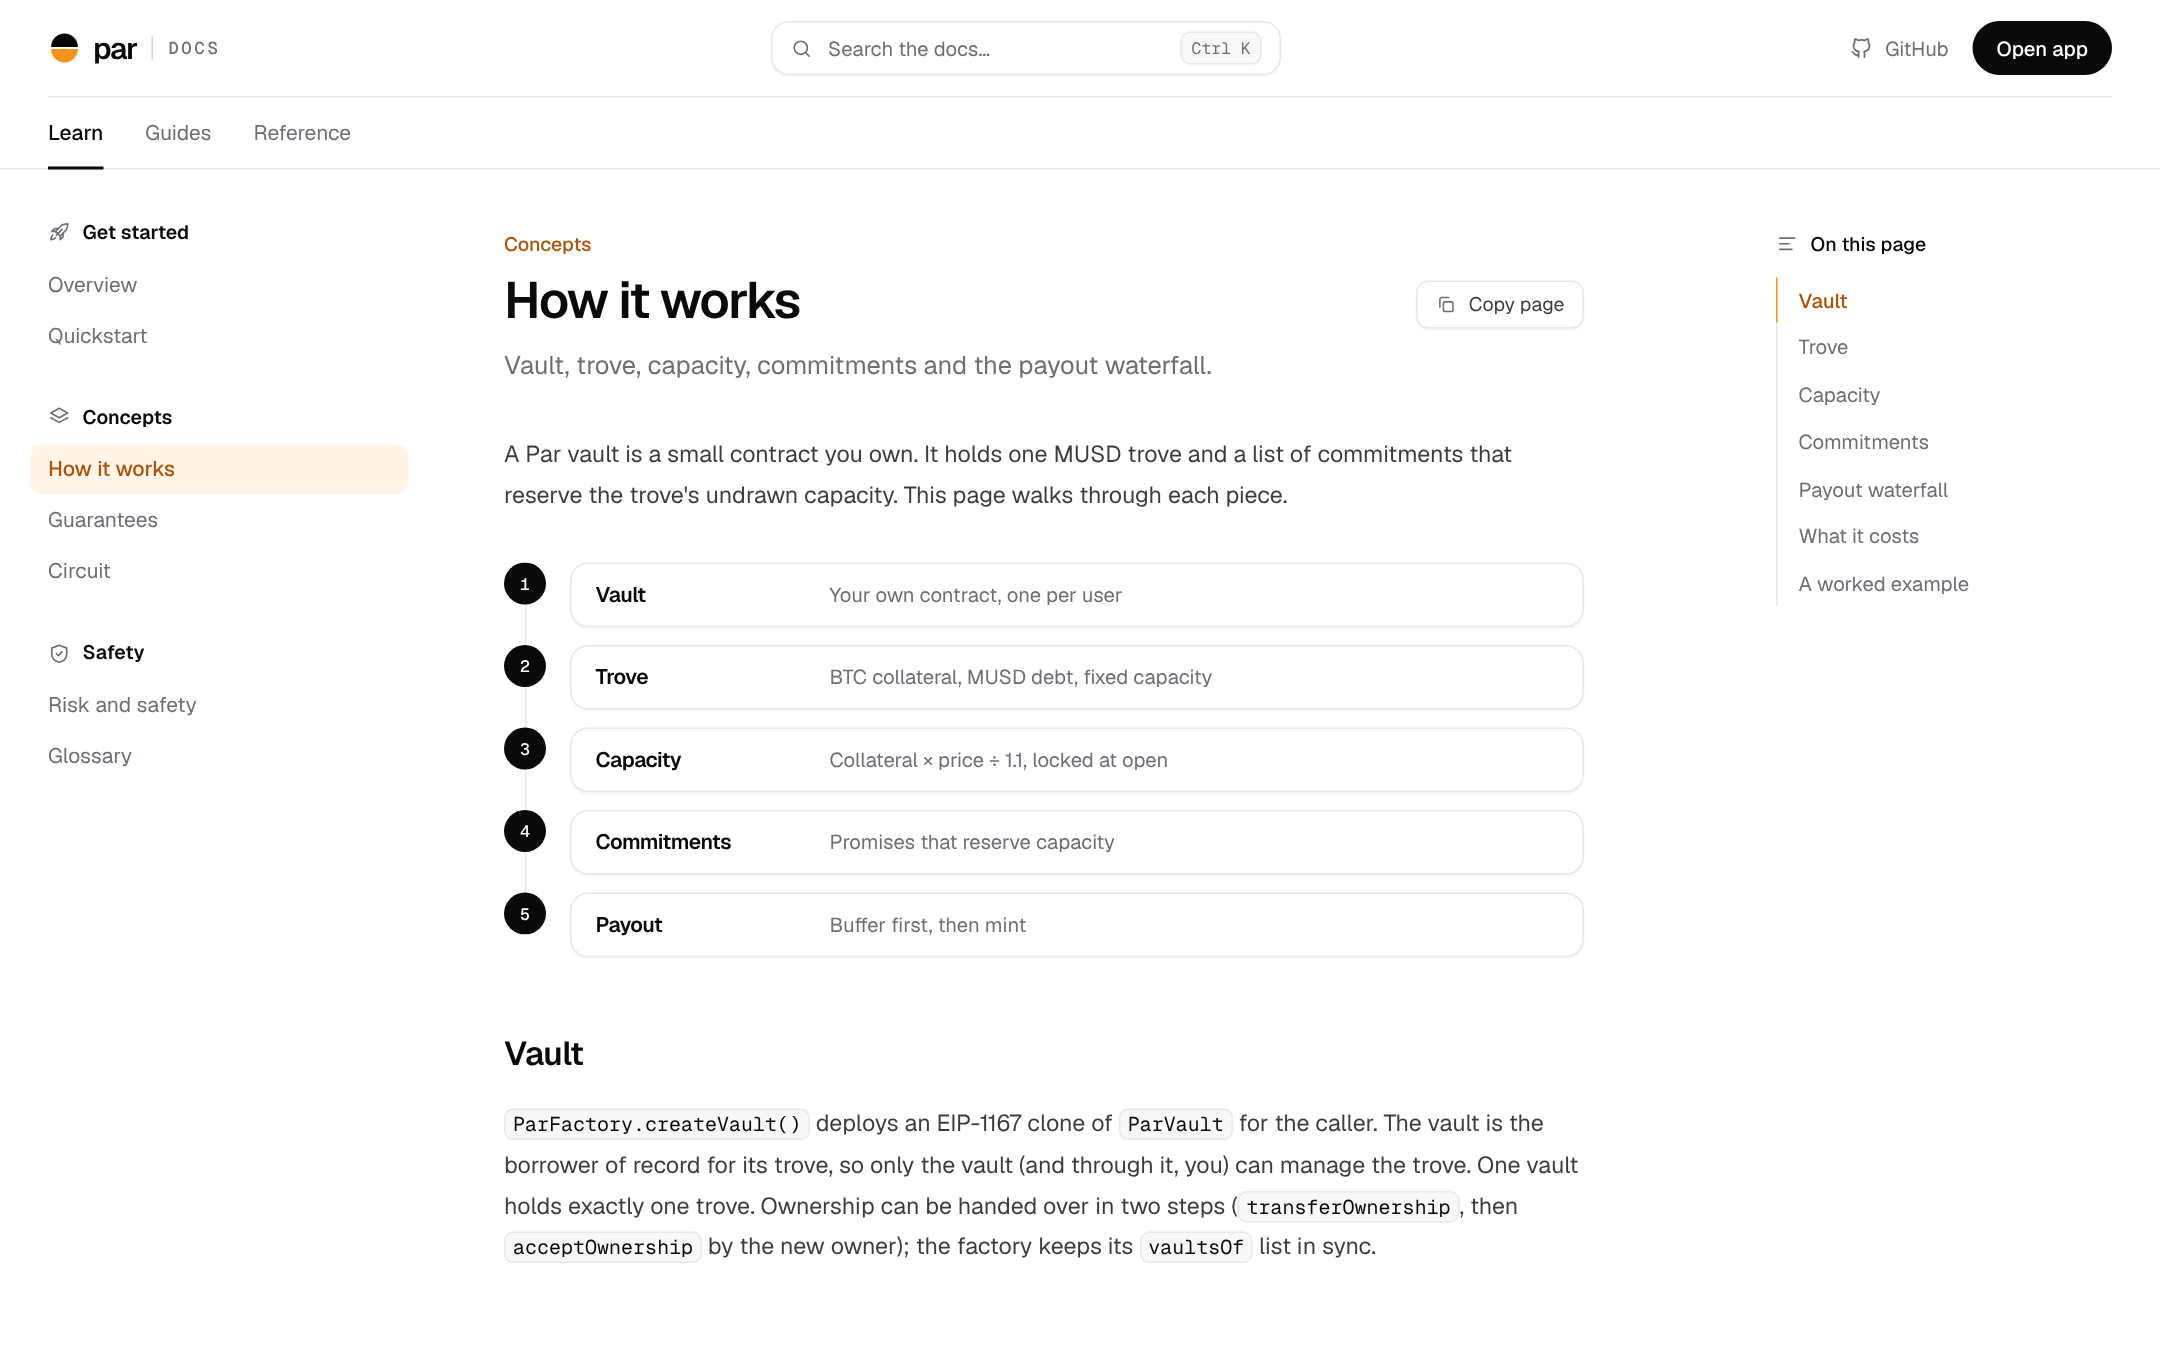 par
DOCS
Search the docs...
Ctrl K
GitHub
Open app
Learn
Guides
Reference
Get started
Overview
Quickstart
Concepts
How it works
Guarantees
Circuit
Safety
Risk and safety
Glossary
Concepts
How it works
Copy page
Vault, trove, capacity, commitments and the payout waterfall.
A Par vault is a small contract you own. It holds one MUSD trove and a list of commitments that
reserve the trove's undrawn capacity. This page walks through each piece.
1 Vault Your own contract, one per user
2 Trove BTC collateral, MUSD debt, fixed capacity
3 Capacity Collateral × price ÷ 1.1, locked at open
4 Commitments Promises that reserve capacity
5 Payout Buffer first, then mint
Vault
ParFactory.createVault() deploys an EIP-1167 clone of ParVault for the caller. The vault is the
borrower of record for its trove, so only the vault (and through it, you) can manage the trove. One vault
holds exactly one trove. Ownership can be handed over in two steps (transferOwnership, then
acceptOwnership by the new owner); the factory keeps its vaultsOf list in sync.
On this page
Vault
Trove
Capacity
Commitments
Payout waterfall
What it costs
A worked example